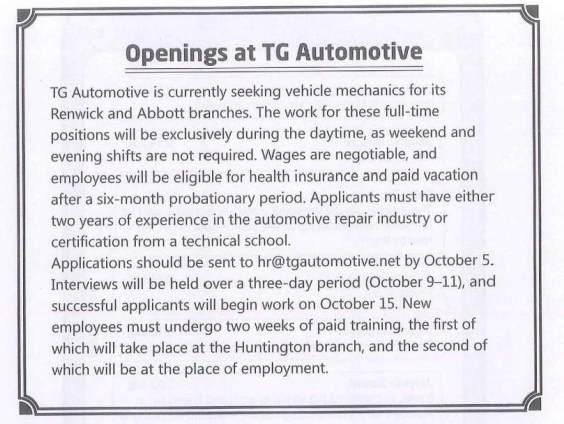 Openings at TG Automotive
TG Automotive is currently seeking vehicle mechanics for its
Renwick and Abbott branches. The work for these full-time
positions will be exclusively during the daytime, as weekend and
evening shifts are not required. Wages are negotiable, and
employees will be eligible for health insurance and paid vacation
after a six-month probationary period. Applicants must have either
two years of experience in the automotive repair industry or
certification from a technical school.
Applications should be sent to hr@tgautomotive.net by October 5.
Interviews will be held over a three-day period (October 9–11), and
successful applicants will begin work on October 15. New
employees must undergo two weeks of paid training, the first of
which will take place at the Huntington branch, and the second of
which will be at the place of employment.